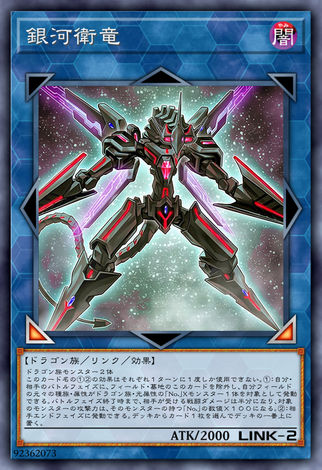 銀河衛竜
やみ
闇
【ドラゴン族／リンク／効果】
ドラゴン族モンスター２体
このカード名の①②の効果はそれぞれ１ターンに１度しか使用できない。①：自分・
相手のバトルフェイズに、フィールド・墓地のこのカードを除外し、自分フィールド
の元々の種族・属性がドラゴン族・光属性の「No.」Xモンスター１体を対象として発動
できる。バトルフェイズ終了時まで、相手が受ける戦闘ダメージは半分になり、対象
のモンスターの攻撃力は、そのモンスターの持つ「No.」の数値×１００になる。②：相
手エンドフェイズに発動できる。デッキからカード１枚を選んでデッキの一番上に
置く。
ATK/2000 LINK-2
92362073